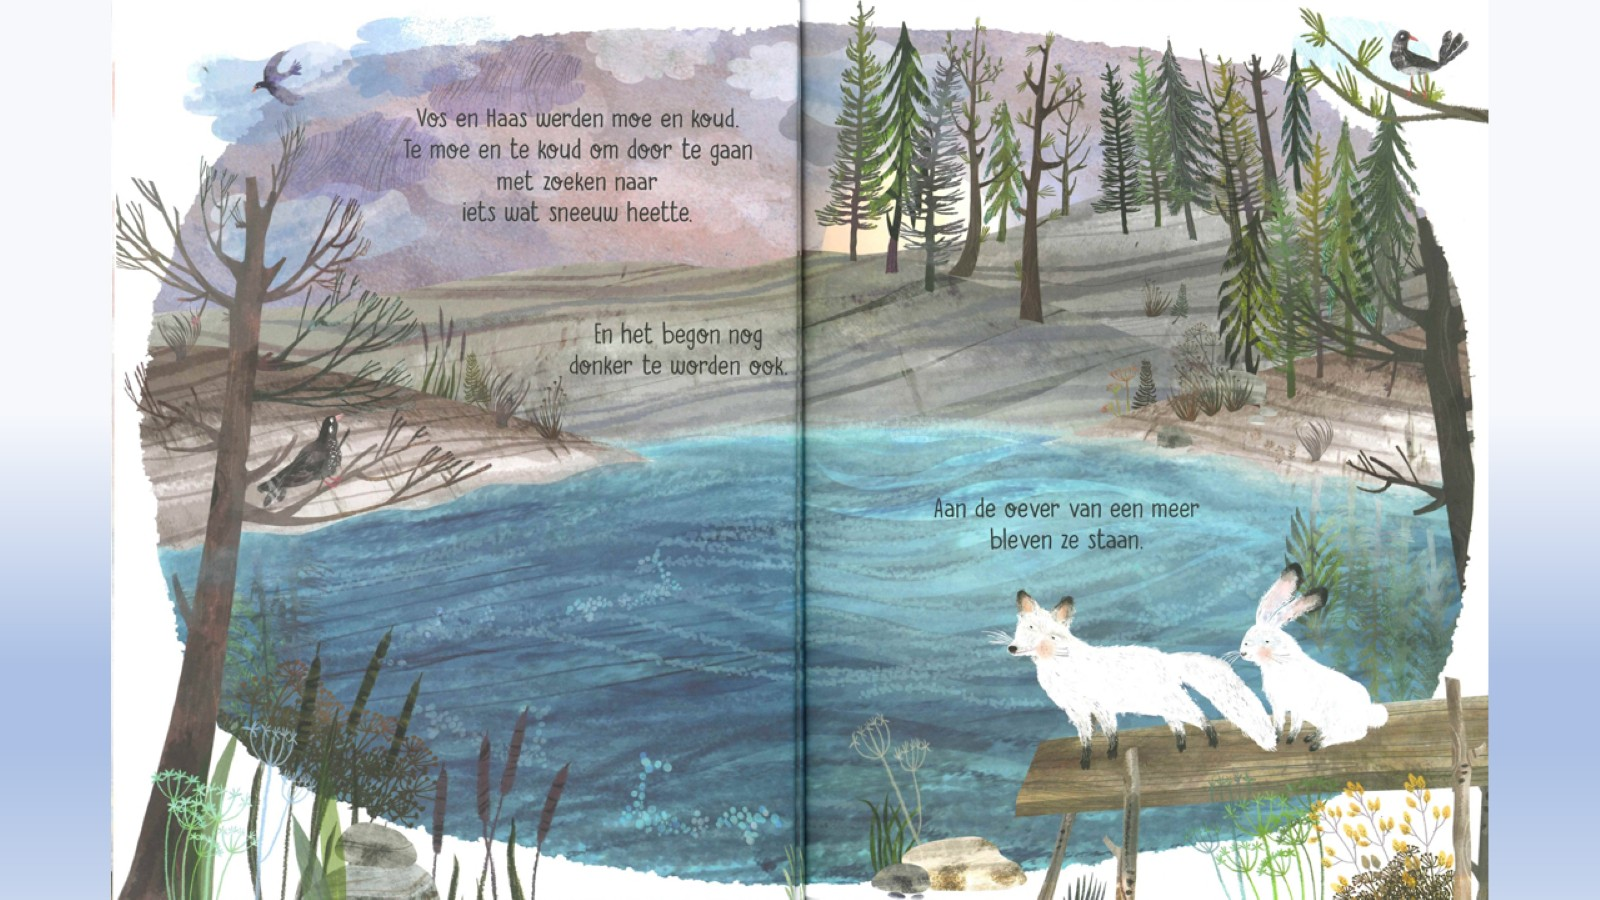 Vos en Haas werden moe en koud.
Te moe en te koud om door te gaan
met zoeken naar
iets wat sneeuw heette.
En het begon nog
donker te worden ook.
Aan de oever van een meer
bleven ze staan.